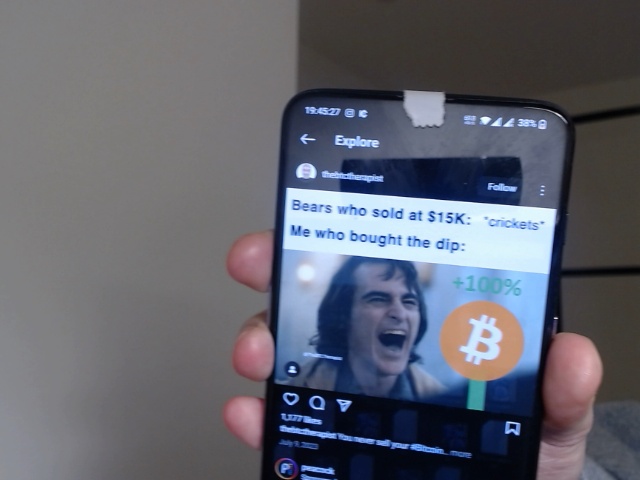 19:45:27
38%
Explore
thebtctherapist
Follow
Bears who sold at $15K: *crickets*
Me who bought the dip:
+100%
1,177 likes
thebtctherapist You never sell your #Bitcoin... more
July 9, 2023
peacock